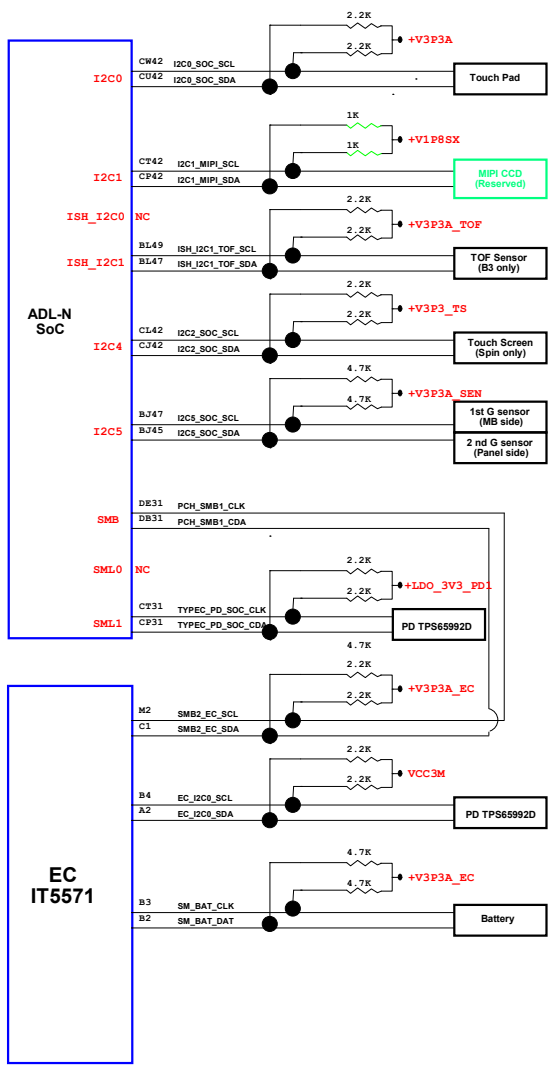 2.2K
+V3P3A
2.2K
CW42 I2C0_SOC_SCL
I2C0 CU42 I2C0_SOC_SDA
Touch Pad
1K
+V1P8SX
1K
CT42 I2C1_MIPI_SCL
I2C1 CP42 I2C1_MIPI_SDA
MIPI CCD
(Reserved)
2.2K
ISH_I2C0 NC
+V3P3A_TOF
2.2K
BL49 ISH_I2C1_TOF_SCL
ISH_I2C1 BL47 ISH_I2C1_TOF_SDA
TOF Sensor
(B3 only)
2.2K
+V3P3_TS
2.2K
ADL-N
SoC
CL42 I2C2_SOC_SCL
I2C4 CJ42 I2C2_SOC_SDA
Touch Screen
(Spin only)
4.7K
+V3P3A_SEN
4.7K
BJ47 I2C5_SOC_SCL
I2C5 BJ45 I2C5_SOC_SDA
1st G sensor
(MB side)
2 nd G sensor
(Panel side)
DE31 PCH_SMB1_CLK
SMB DB31 PCH_SMB1_CDA
2.2K
SML0 NC
+LDO_3V3_PD1
2.2K
CT31 TYPEC_PD_SOC_CLK
SML1 CP31 TYPEC_PD_SOC_CDA
PD TPS65992D
4.7K
2.2K
+V3P3A_EC
2.2K
M2 SMB2_EC_SCL
C1 SMB2_EC_SDA
2.2K
VCC3M
2.2K
B4 EC_I2C0_SCL
A2 EC_I2C0_SDA
PD TPS65992D
4.7K
+V3P3A_EC
4.7K
EC
IT5571
B3 SM_BAT_CLK
B2 SM_BAT_DAT
Battery